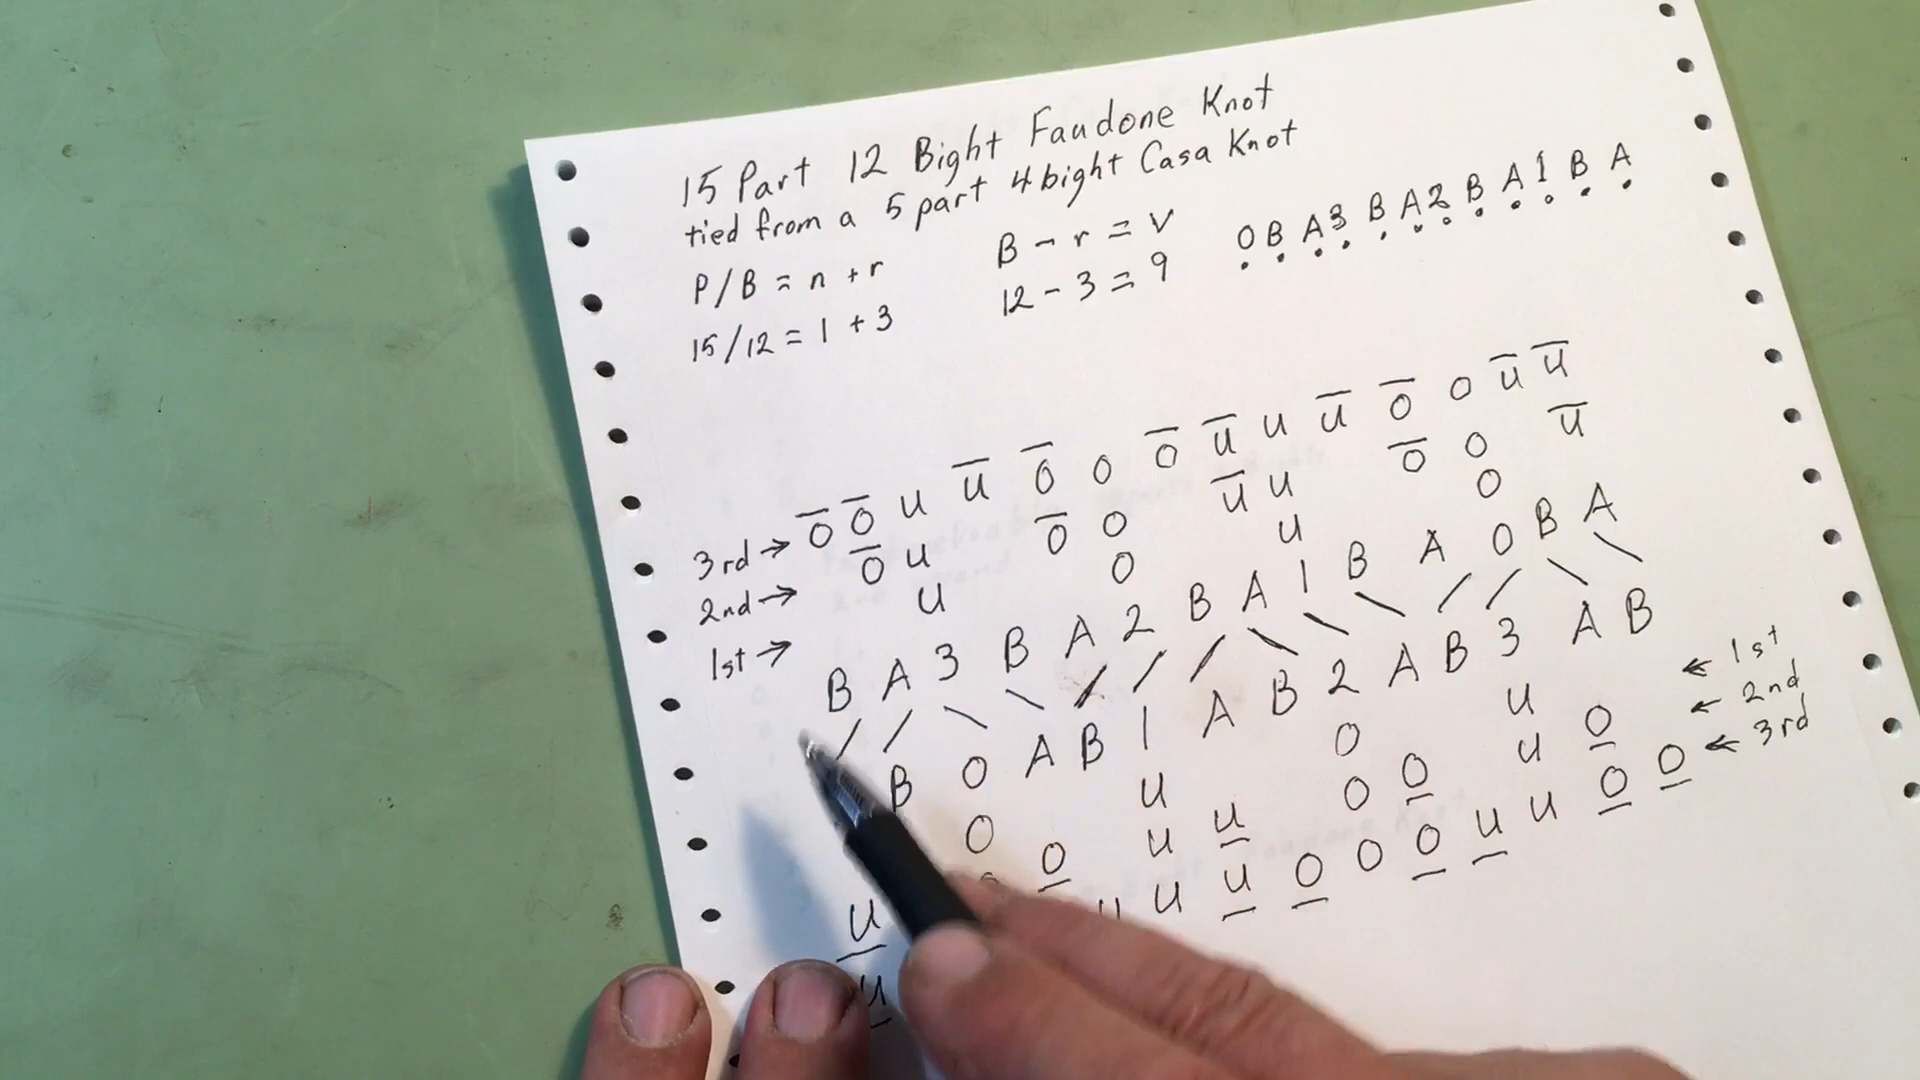 15 Part 12 Bight Faudone Knot
tied from a 5 part 4 bight Casa Knot
P/B = n + r
B - r = V
0 B A 3 B A 2 B A 1 B A
15/12 = 1 + 3
12 - 3 = 9
3rd → O O u u O O O u u u O O u u
2nd → O u O O u u O O u
1st → u O u O
B A 3 B A 2 B A 1 B A 0 B A
B 0 A B 1 A B 2 A B 3 A B
O u O u ← 1st
O u u O O u O ← 2nd
u u u u O O O u u O O ← 3rd
u